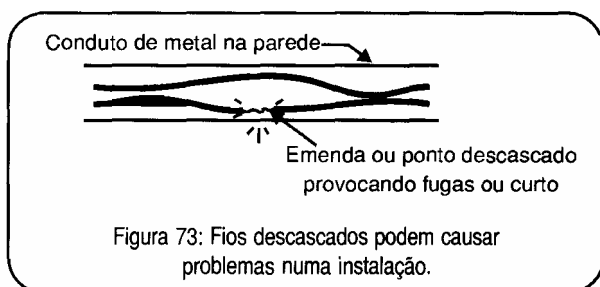 Conduto de metal na parede
Emenda ou ponto descascado
provocando fugas ou curto
Figura 73: Fios descascados podem causar
problemas numa instalação.